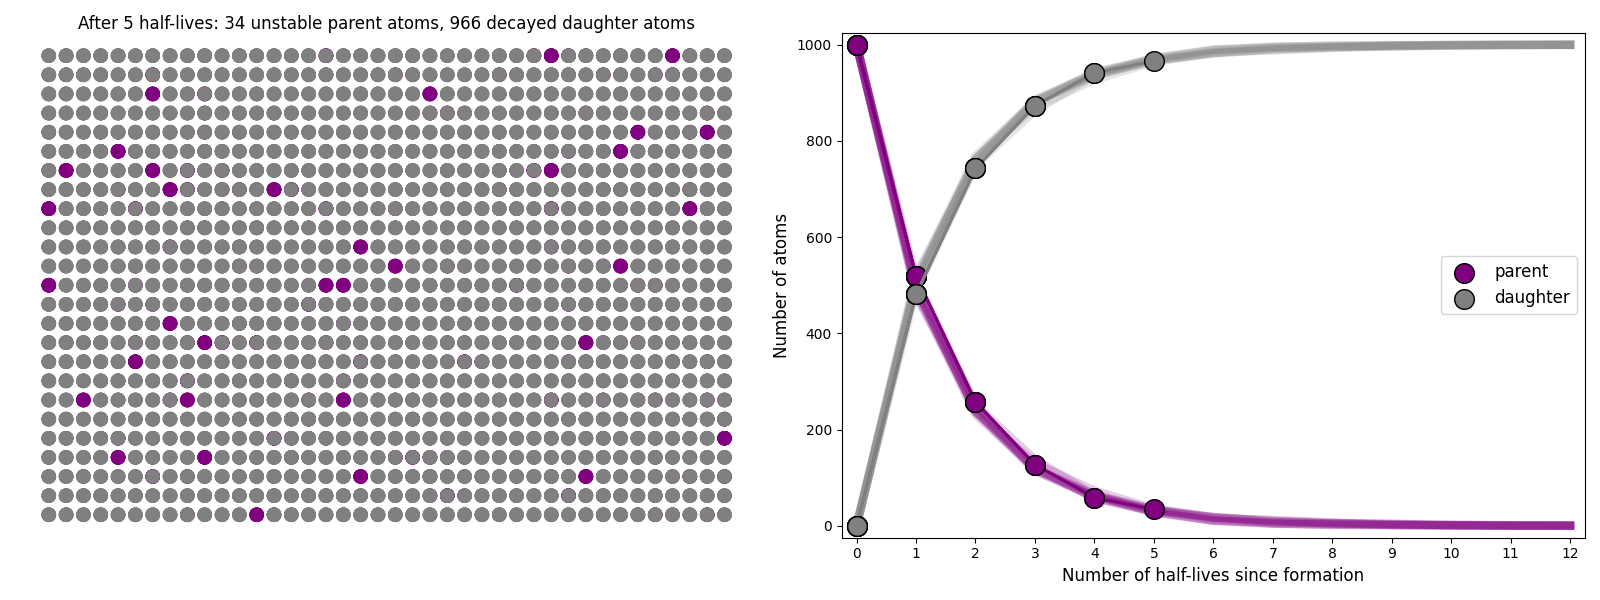 After 5 half-lives: 34 unstable parent atoms, 966 decayed daughter atoms
1000
800
600
400
200
0
Number of atoms
parent
daughter
0 1 2 3 4 5 6 7 8 9 10 11 12
Number of half-lives since formation